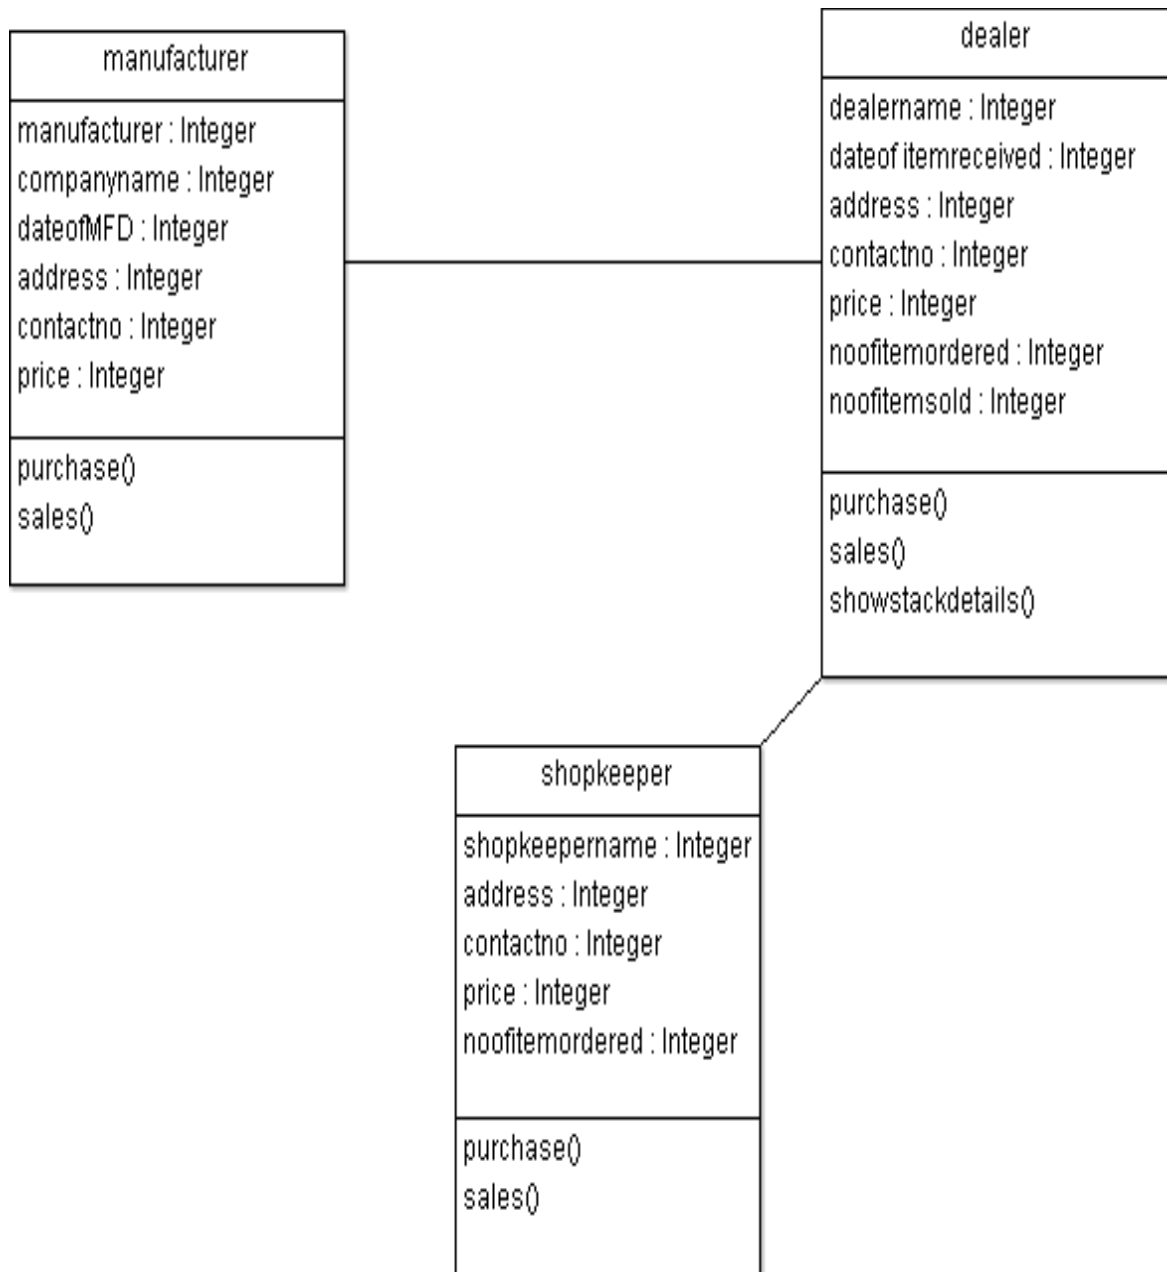 manufacturer
manufacturer : Integer
companyname : Integer
dateofMFD : Integer
address : Integer
contactno : Integer
price : Integer
purchase()
sales()
dealer
dealername : Integer
dateof itemreceived : Integer
address : Integer
contactno : Integer
price : Integer
noofitemordered : Integer
noofitemsold : Integer
purchase()
sales()
showstackdetails()
shopkeeper
shopkeepername : Integer
address : Integer
contactno : Integer
price : Integer
noofitemordered : Integer
purchase()
sales()